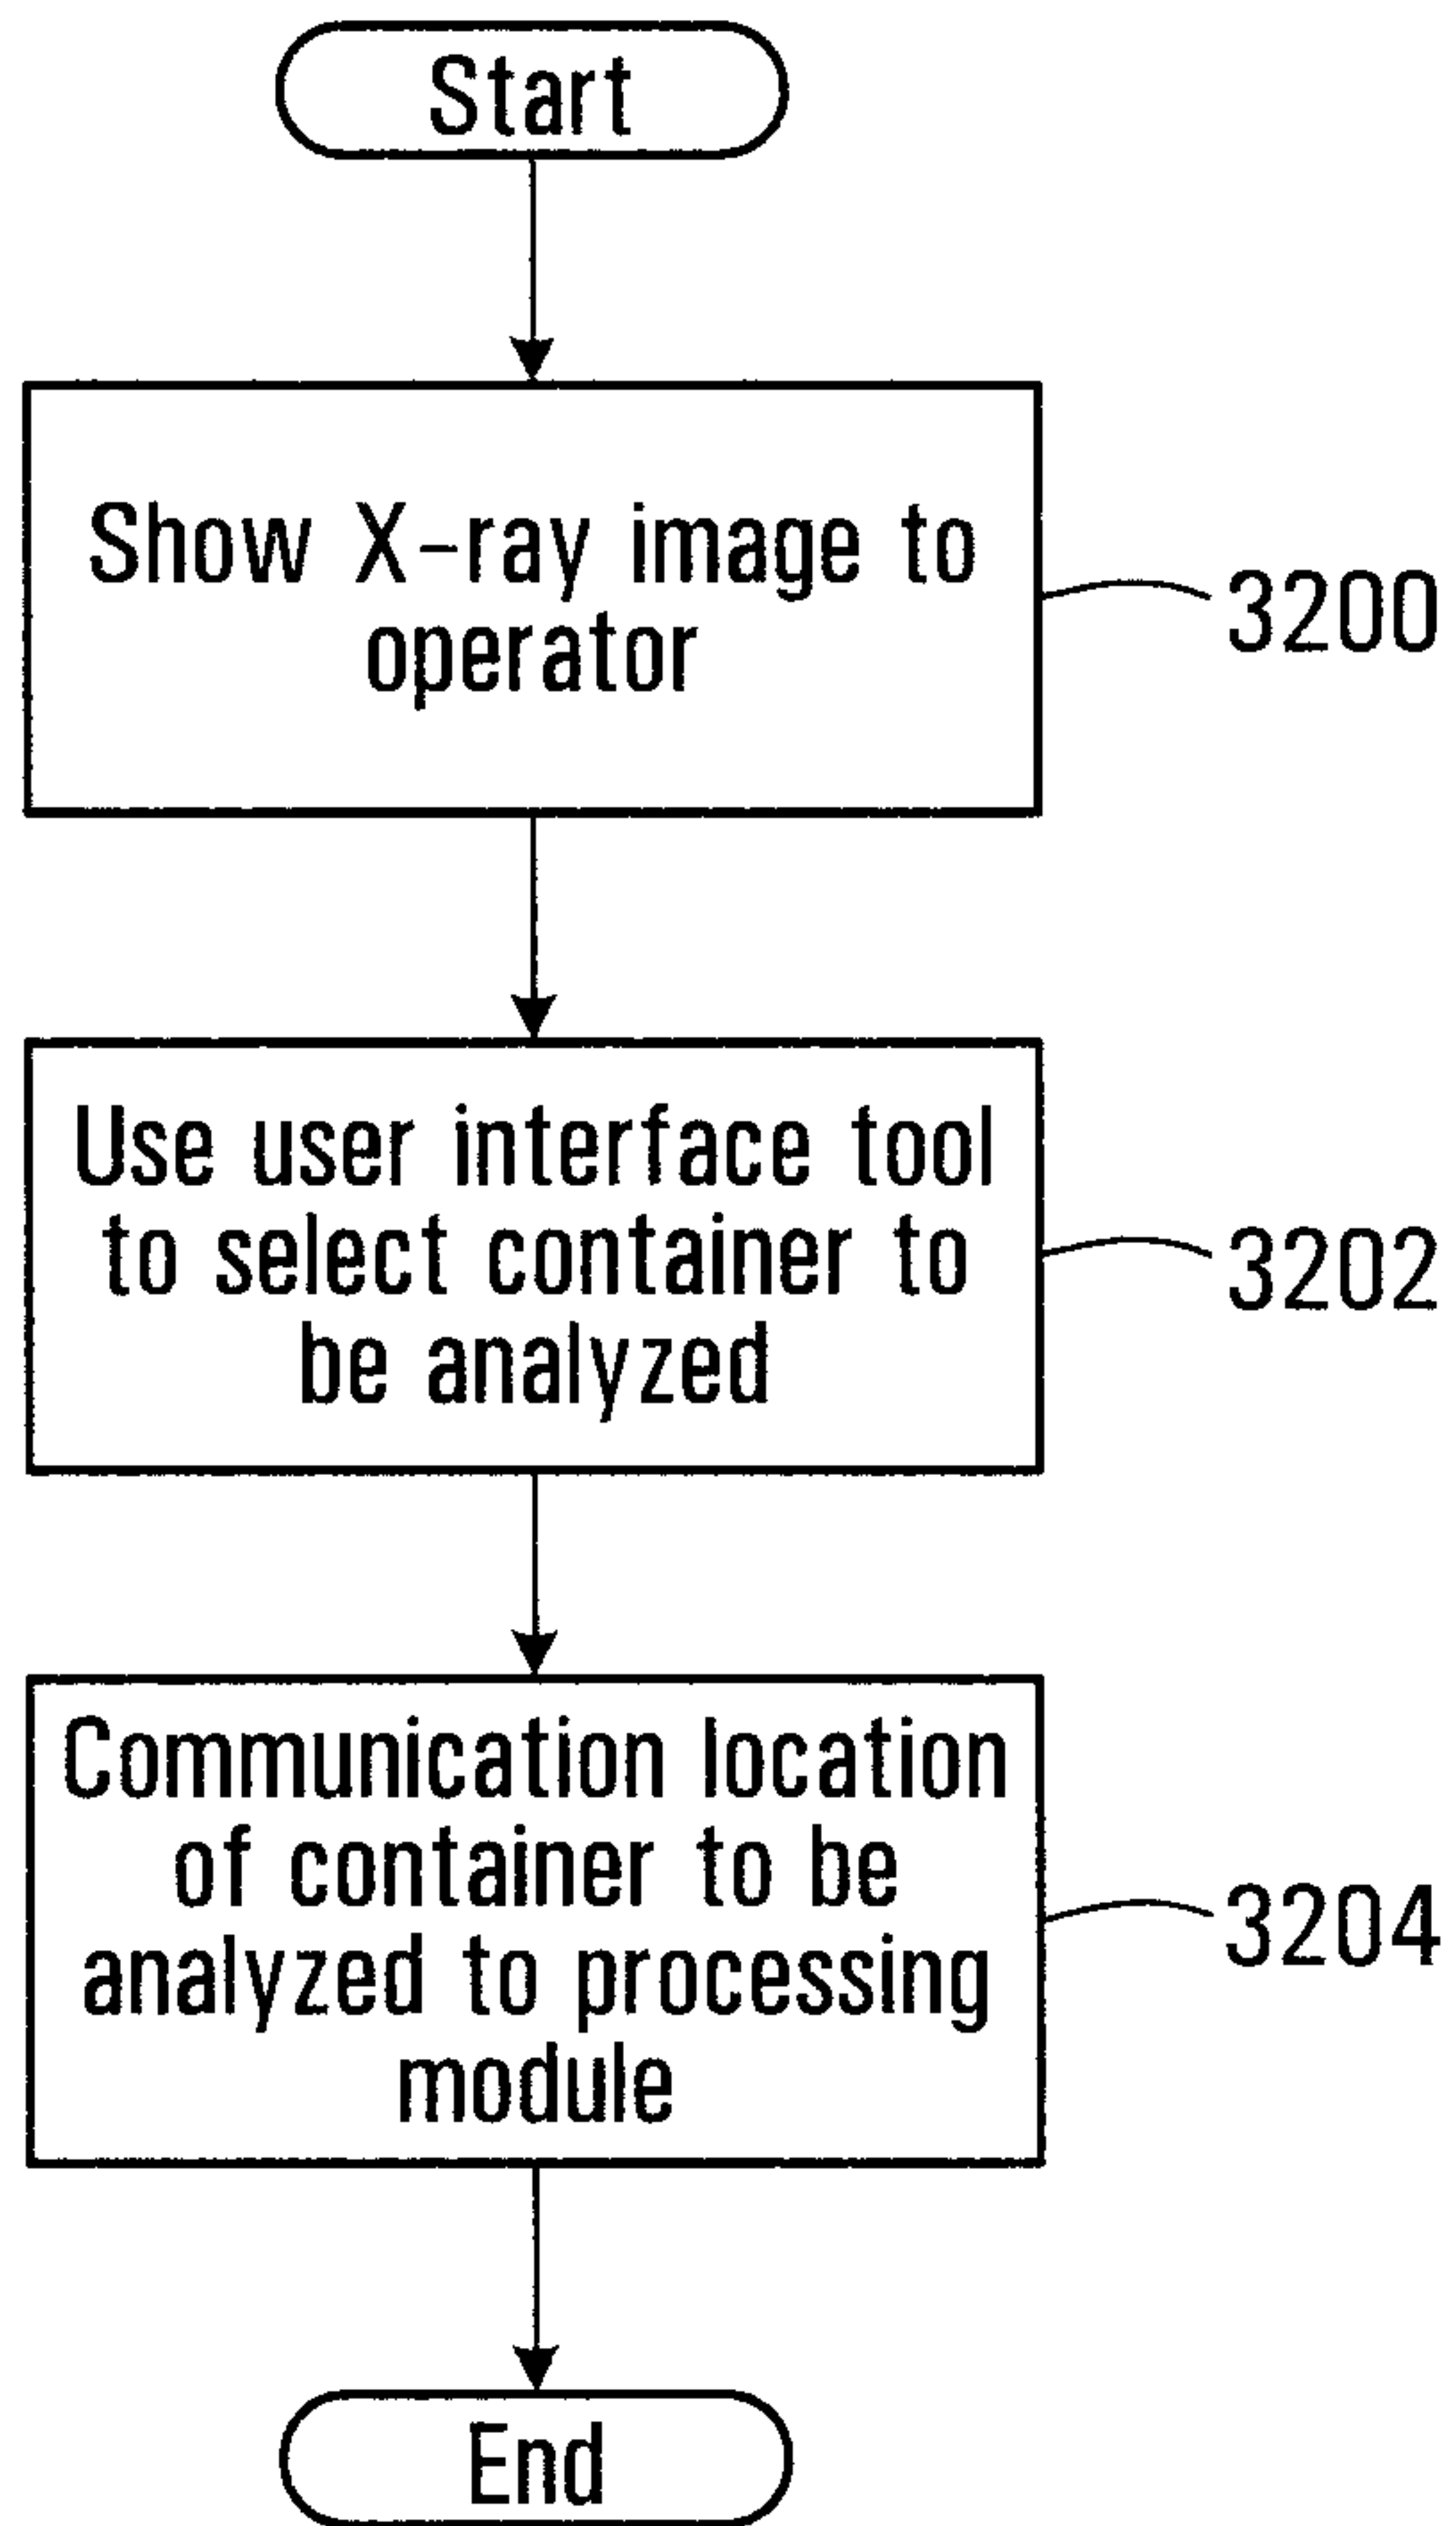 Start
Show X-ray image to
operator
3200
Use user interface tool
to select container to
be analyzed
3202
Communication location
of container to be
analyzed to processing
module
3204
End